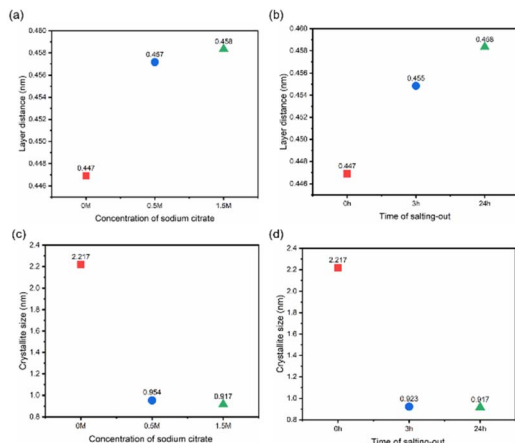 (a)
0.460
0.458
0.456
0.454
0.452
0.450
0.448
0.446
Layer distance (nm)
0.447
0.457
0.458
0M
0.5M
1.5M
Concentration of sodium citrate
(b)
0.460
0.458
0.456
0.454
0.452
0.450
0.448
0.446
Layer distance (nm)
0.447
0.455
0.458
0h
3h
24h
Time of salting-out
(c)
2.4
2.2
2.0
1.8
1.6
1.4
1.2
1.0
0.8
Crystallite size (nm)
2.217
0.954
0.917
0M
0.5M
1.5M
Concentration of sodium citrate
(d)
2.4
2.2
2.0
1.8
1.6
1.4
1.2
1.0
0.8
Crystallite size (nm)
2.217
0.923
0.917
0h
3h
24h
Time of salting-out